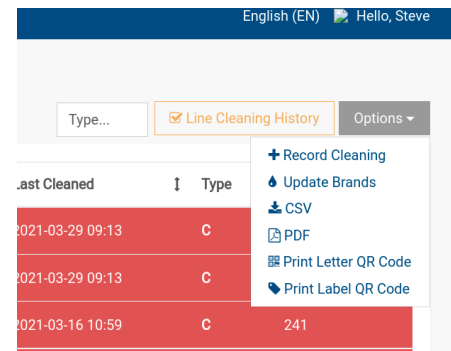 English (EN) Hello, Steve
Type... Line Cleaning History Options
Record Cleaning
Update Brands
CSV
PDF
Print Letter QR Code
Print Label QR Code
Last Cleaned Type
2021-03-29 09:13 C
2021-03-29 09:13 C
2021-03-16 10:59 C 241